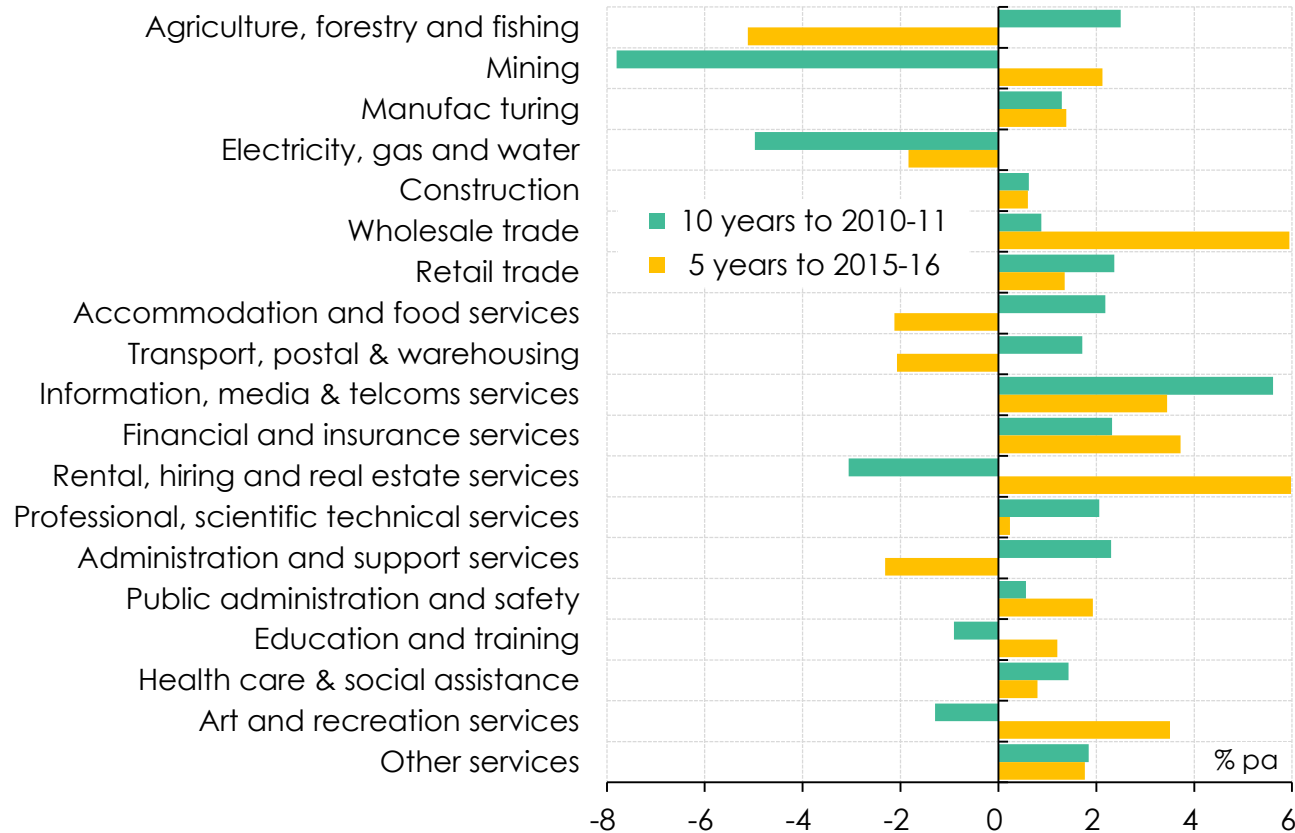 Agriculture, forestry and fishing
Mining
Manufac turing
Electricity, gas and water
Construction
Wholesale trade
Retail trade
Accommodation and food services
Transport, postal & warehousing
Information, media & telcoms services
Financial and insurance services
Rental, hiring and real estate services
Professional, scientific technical services
Administration and support services
Public administration and safety
Education and training
Health care & social assistance
Art and recreation services
Other services
10 years to 2010-11
5 years to 2015-16
% pa
-8 -6 -4 -2 0 2 4 6